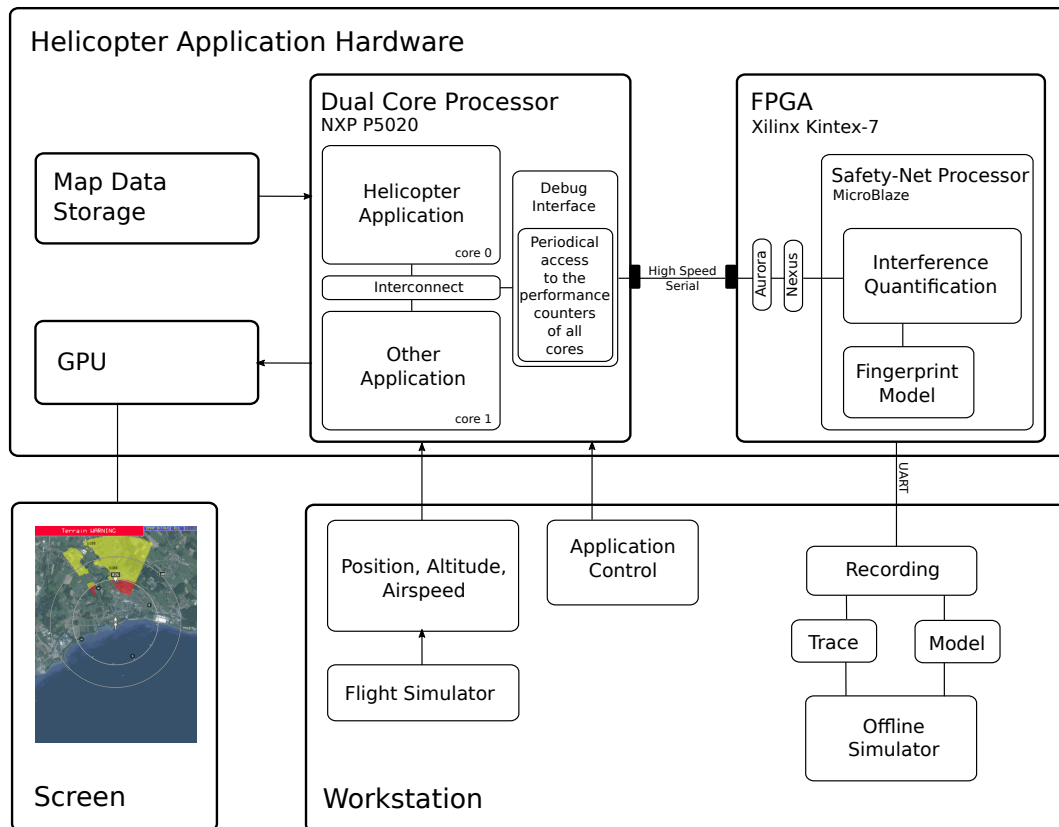 Helicopter Application Hardware
Map Data
Storage
GPU
Dual Core Processor
NXP P5020
Helicopter
Application
core 0
Interconnect
Other
Application
core 1
Debug
Interface
Periodical
access
to the
performance
counters
of all
cores
High Speed
Serial
FPGA
Xilinx Kintex-7
Aurora
Nexus
Safety-Net Processor
MicroBlaze
Interference
Quantification
Fingerprint
Model
UART
Terrain WARNING
Screen
Position, Altitude,
Airspeed
Flight Simulator
Application
Control
Recording
Trace
Model
Offline
Simulator
Workstation